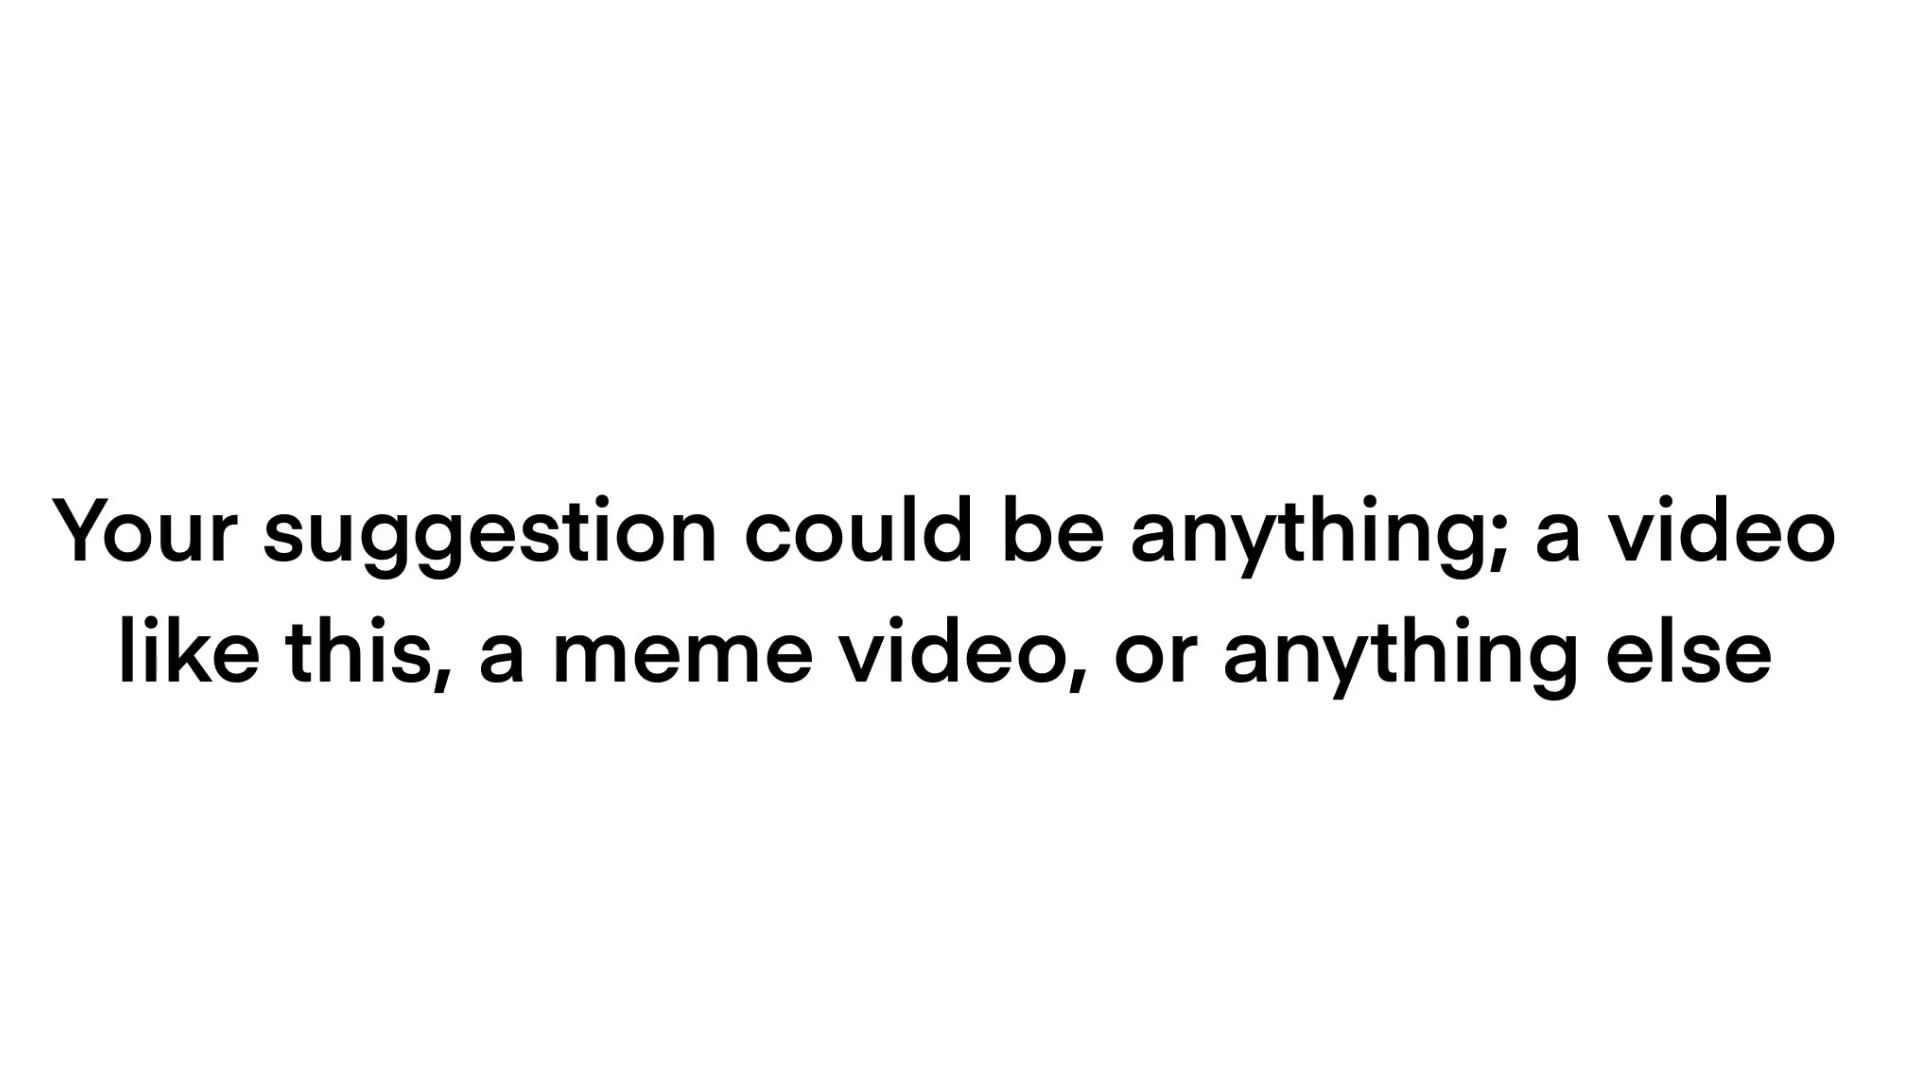 Your suggestion could be anything; a video
like this, a meme video, or anything else